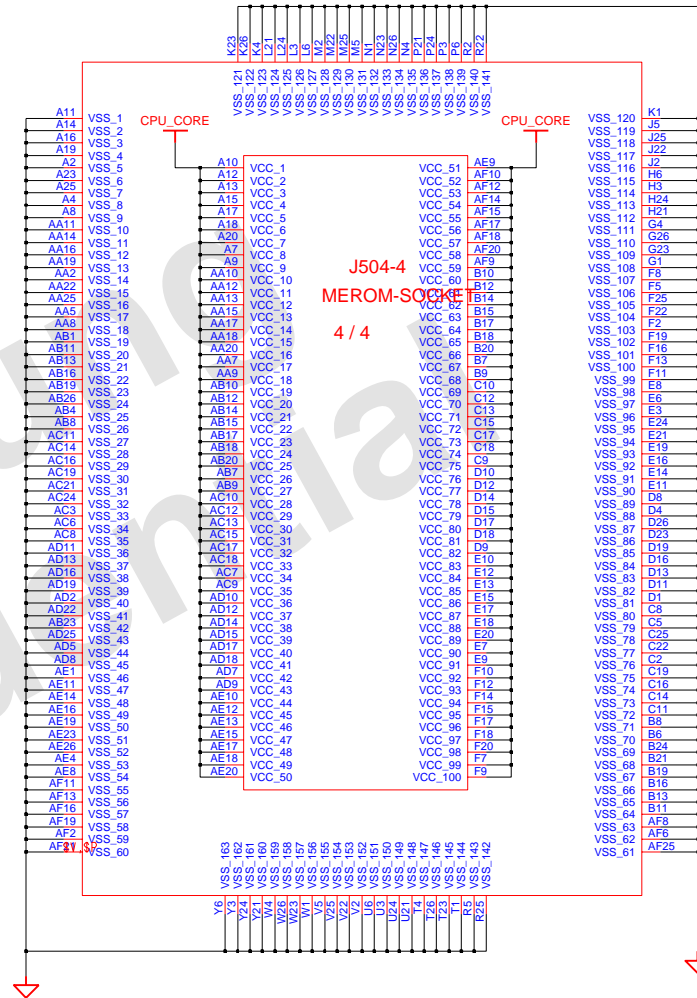 K23 K26 K4 L21 L24 L3 L6 M2 M22 M25 M5 N1 N23 N26 N4 P21 P24 P3 P6 R2 R22
VSS_121 VSS_122 VSS_123 VSS_124 VSS_125 VSS_126 VSS_127 VSS_128 VSS_129 VSS_130 VSS_131 VSS_132 VSS_133 VSS_134 VSS_135 VSS_136 VSS_137 VSS_138 VSS_139 VSS_140 VSS_141
A11 VSS_1
A14 VSS_2
A16 VSS_3
A19 VSS_4
A2 VSS_5
A23 VSS_6
A25 VSS_7
A4 VSS_8
A8 VSS_9
AA11 VSS_10
AA14 VSS_11
AA16 VSS_12
AA19 VSS_13
AA2 VSS_14
AA22 VSS_15
AA25 VSS_16
AA5 VSS_17
AA8 VSS_18
AB1 VSS_19
AB11 VSS_20
AB13 VSS_21
AB16 VSS_22
AB19 VSS_23
AB26 VSS_24
AB4 VSS_25
AB8 VSS_26
AC11 VSS_27
AC14 VSS_28
AC16 VSS_29
AC19 VSS_30
AC21 VSS_31
AC24 VSS_32
AC3 VSS_33
AC6 VSS_34
AC8 VSS_35
AD11 VSS_36
AD13 VSS_37
AD16 VSS_38
AD19 VSS_39
AD2 VSS_40
AD22 VSS_41
AB23 VSS_42
AD25 VSS_43
AD5 VSS_44
AD8 VSS_45
AE1 VSS_46
AE11 VSS_47
AE14 VSS_48
AE16 VSS_49
AE19 VSS_50
AE23 VSS_51
AE26 VSS_52
AE4 VSS_53
AE8 VSS_54
AF11 VSS_55
AF13 VSS_56
AF16 VSS_57
AF19 VSS_58
AF2 VSS_59
AF21 VSS_60
CPU_CORE
A10 VCC_1
A12 VCC_2
A13 VCC_3
A15 VCC_4
A17 VCC_5
A18 VCC_6
A20 VCC_7
A7 VCC_8
A9 VCC_9
AA10 VCC_10
AA12 VCC_11
AA13 VCC_12
AA15 VCC_13
AA17 VCC_14
AA18 VCC_15
AA20 VCC_16
AA7 VCC_17
AA9 VCC_18
AB10 VCC_19
AB12 VCC_20
AB14 VCC_21
AB15 VCC_22
AB17 VCC_23
AB18 VCC_24
AB20 VCC_25
AB7 VCC_26
AB9 VCC_27
AC10 VCC_28
AC12 VCC_29
AC13 VCC_30
AC15 VCC_31
AC17 VCC_32
AC18 VCC_33
AC7 VCC_34
AC9 VCC_35
AD10 VCC_36
AD12 VCC_37
AD14 VCC_38
AD15 VCC_39
AD17 VCC_40
AD18 VCC_41
AD7 VCC_42
AD9 VCC_43
AE10 VCC_44
AE12 VCC_45
AE13 VCC_46
AE15 VCC_47
AE17 VCC_48
AE18 VCC_49
AE20 VCC_50
J504-4
MEROM-SOCKET
4 / 4
CPU_CORE
VCC_51 AE9
VCC_52 AF10
VCC_53 AF12
VCC_54 AF14
VCC_55 AF15
VCC_56 AF17
VCC_57 AF18
VCC_58 AF20
VCC_59 AF9
VCC_60 B10
VCC_61 B12
VCC_62 B14
VCC_63 B15
VCC_64 B17
VCC_65 B18
VCC_66 B20
VCC_67 B7
VCC_68 B9
VCC_69 C10
VCC_70 C12
VCC_71 C13
VCC_72 C15
VCC_73 C17
VCC_74 C18
VCC_75 C9
VCC_76 D10
VCC_77 D12
VCC_78 D14
VCC_79 D15
VCC_80 D17
VCC_81 D18
VCC_82 D9
VCC_83 E10
VCC_84 E12
VCC_85 E13
VCC_86 E15
VCC_87 E17
VCC_88 E18
VCC_89 E20
VCC_90 E7
VCC_91 E9
VCC_92 F10
VCC_93 F12
VCC_94 F14
VCC_95 F15
VCC_96 F17
VCC_97 F18
VCC_98 F20
VCC_99 F7
VCC_100 F9
VSS_120 K1
VSS_119 J5
VSS_118 J25
VSS_117 J22
VSS_116 J2
VSS_115 H6
VSS_114 H3
VSS_113 H24
VSS_112 H21
VSS_111 G4
VSS_110 G26
VSS_109 G23
VSS_108 G1
VSS_107 F8
VSS_106 F5
VSS_105 F25
VSS_104 F22
VSS_103 F2
VSS_102 F19
VSS_101 F16
VSS_100 F13
VSS_99 F11
VSS_98 E8
VSS_97 E6
VSS_96 E3
VSS_95 E24
VSS_94 E21
VSS_93 E19
VSS_92 E16
VSS_91 E14
VSS_90 E11
VSS_89 D8
VSS_88 D4
VSS_87 D26
VSS_86 D23
VSS_85 D19
VSS_84 D16
VSS_83 D13
VSS_82 D11
VSS_81 D1
VSS_80 C8
VSS_79 C5
VSS_78 C25
VSS_77 C22
VSS_76 C2
VSS_75 C19
VSS_74 C16
VSS_73 C14
VSS_72 C11
VSS_71 B8
VSS_70 B6
VSS_69 B24
VSS_68 B21
VSS_67 B19
VSS_66 B16
VSS_65 B13
VSS_64 B11
VSS_63 AF8
VSS_62 AF6
VSS_61 AF25
VSS_163 VSS_162 VSS_161 VSS_160 VSS_159 VSS_158 VSS_157 VSS_156 VSS_155 VSS_154 VSS_153 VSS_152 VSS_151 VSS_150 VSS_149 VSS_148 VSS_147 VSS_146 VSS_145 VSS_144 VSS_143 VSS_142
Y6 Y3 Y24 Y21 W4 W26 W23 W1 V5 V25 V22 V2 U6 U3 U24 U21 T4 T26 T23 T1 R5 R25